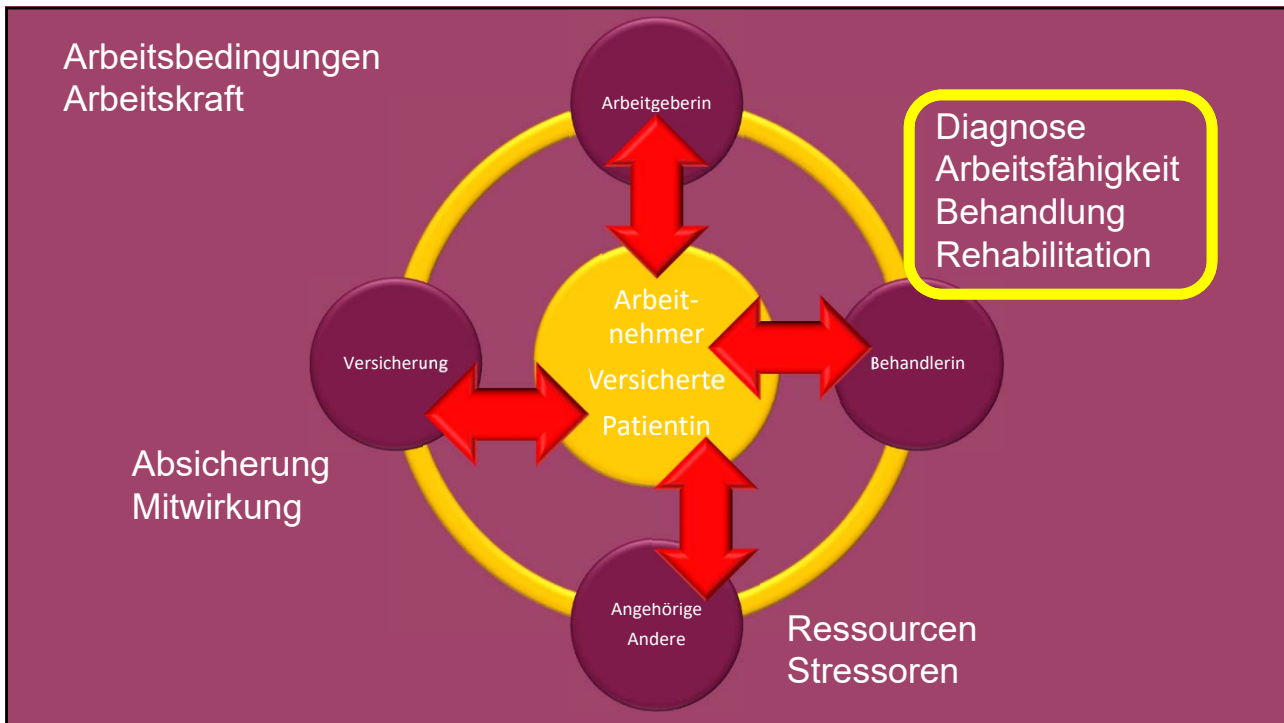 Arbeitsbedingungen
Arbeitskraft
Arbeitgeberin
Diagnose
Arbeitsfähigkeit
Behandlung
Rehabilitation
Arbeit-
nehmer
Versicherte
Patientin
Versicherung
Behandlerin
Absicherung
Mitwirkung
Angehörige
Andere
Ressourcen
Stressoren